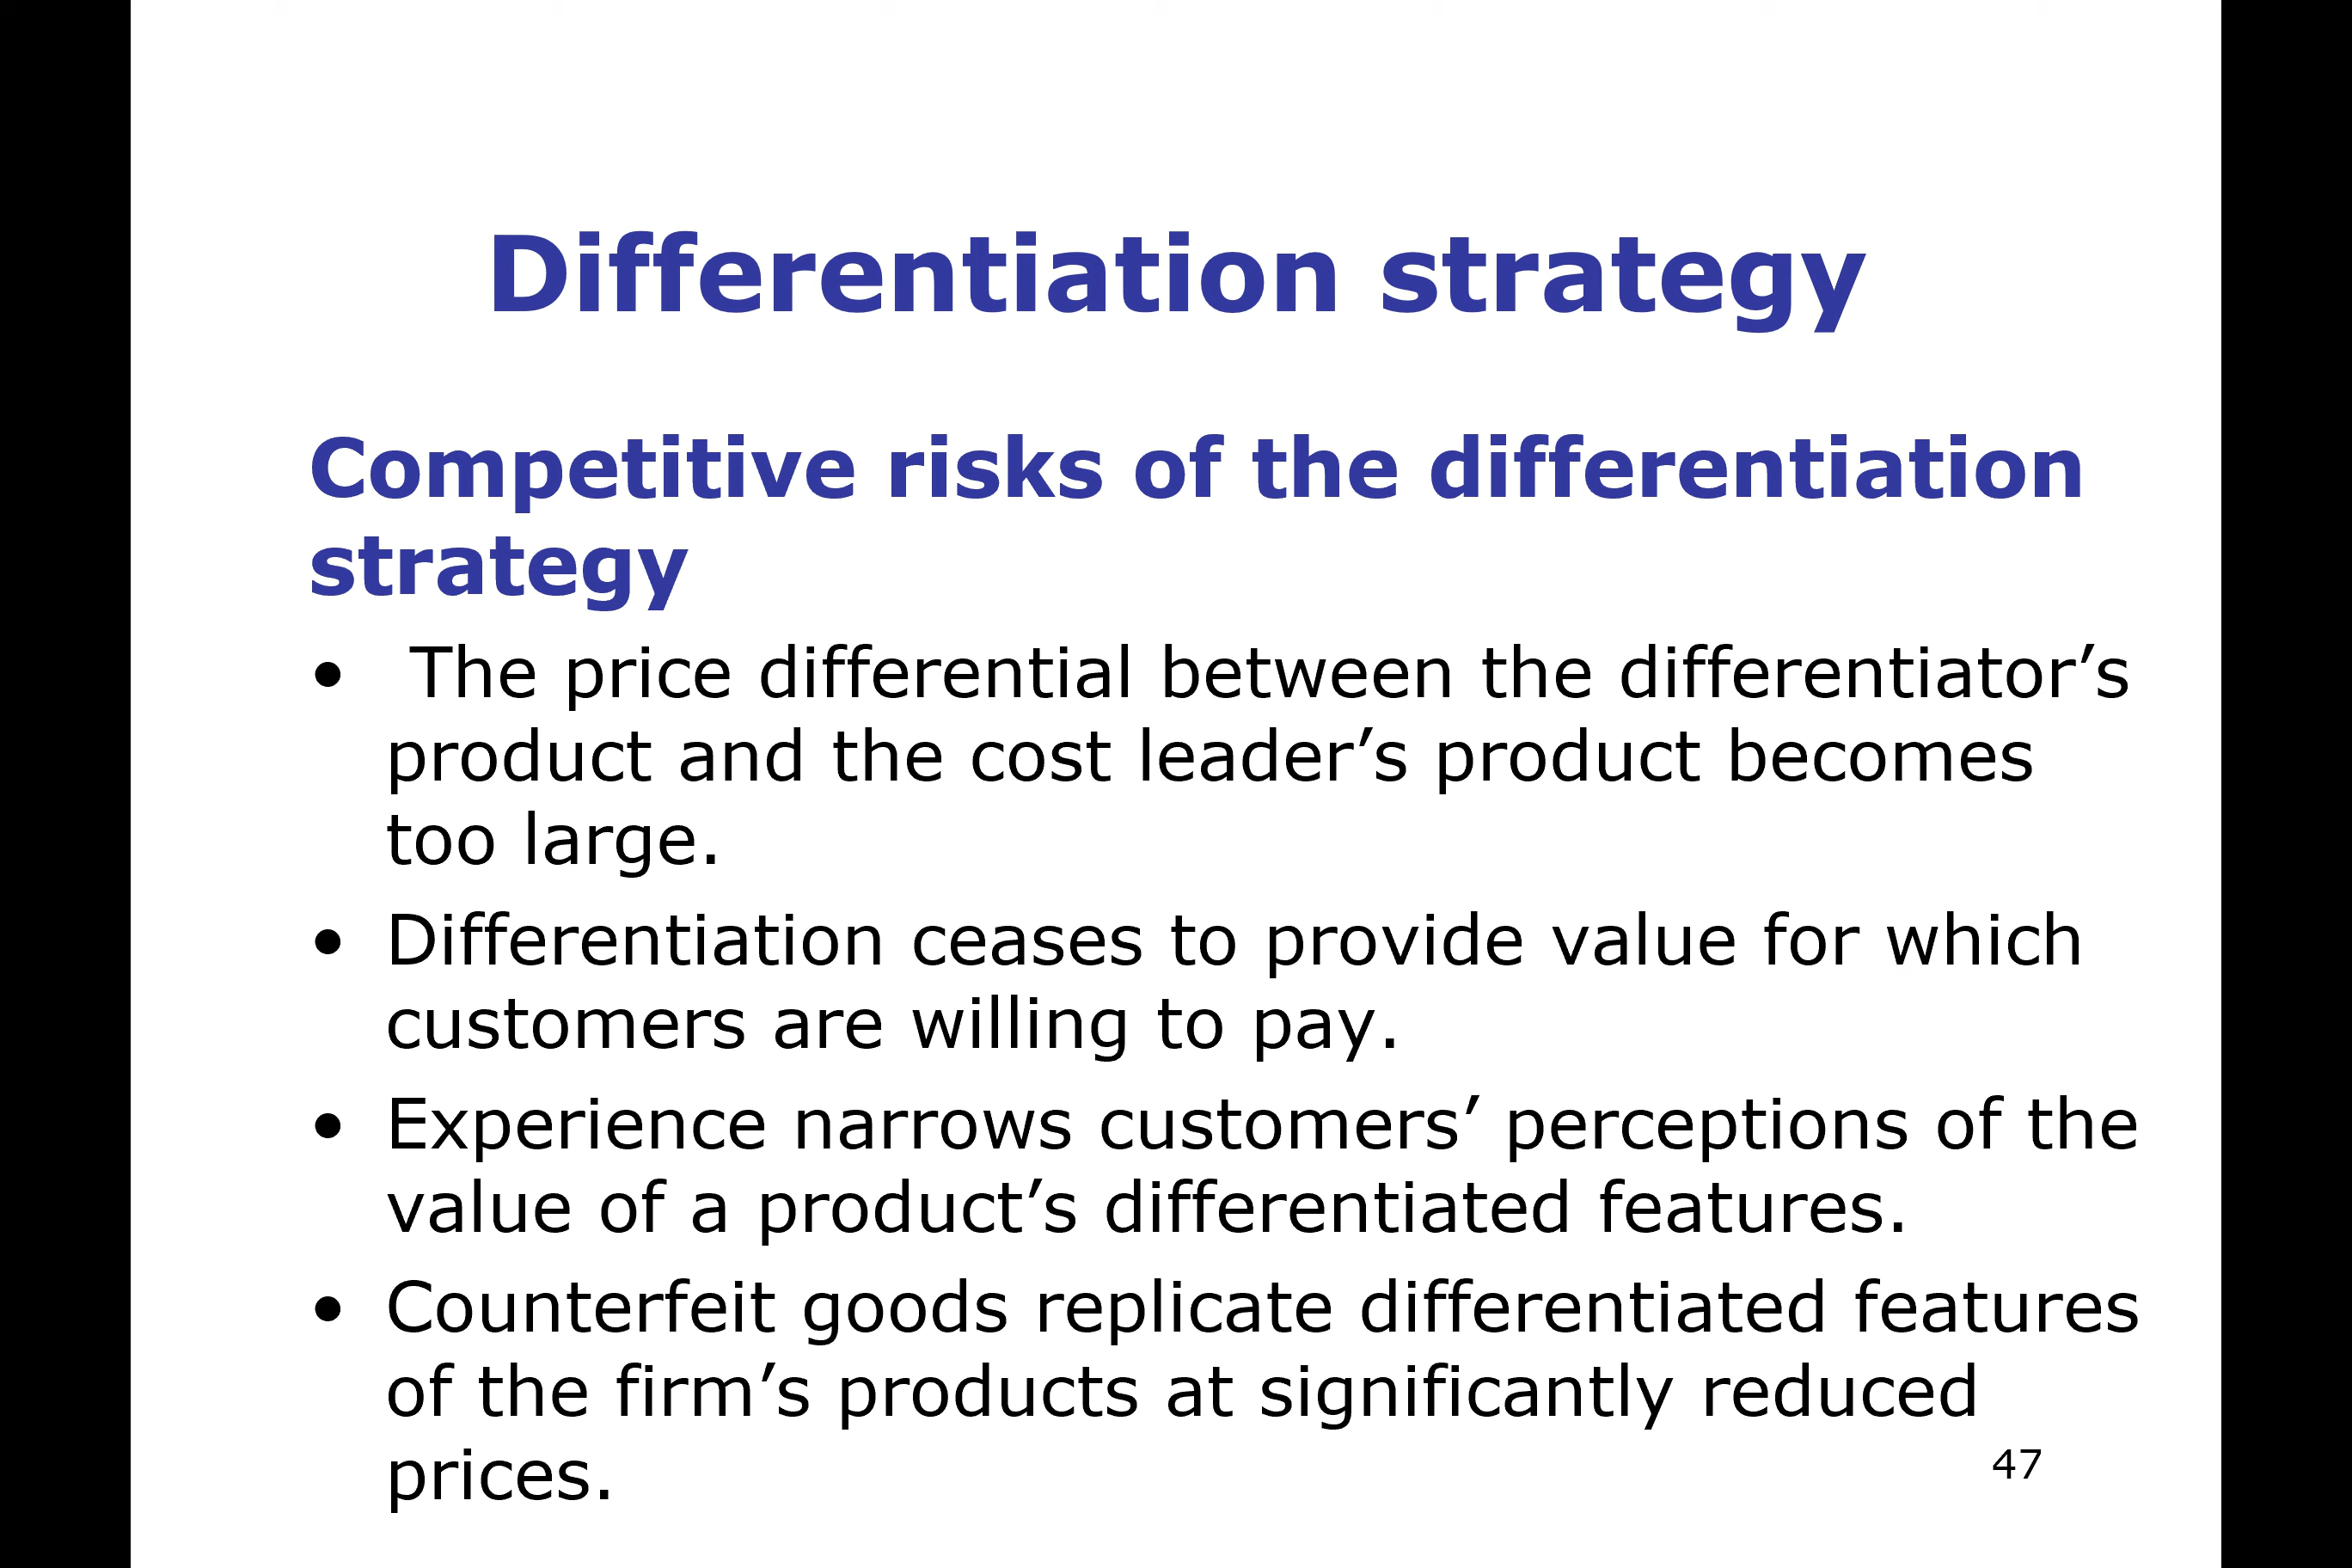 Differentiation strategy
Competitive risks of the differentiation
strategy
• The price differential between the differentiator’s
product and the cost leader’s product becomes
too large.
• Differentiation ceases to provide value for which
customers are willing to pay.
• Experience narrows customers’ perceptions of the
value of a product’s differentiated features.
• Counterfeit goods replicate differentiated features
of the firm’s products at significantly reduced
prices.
47